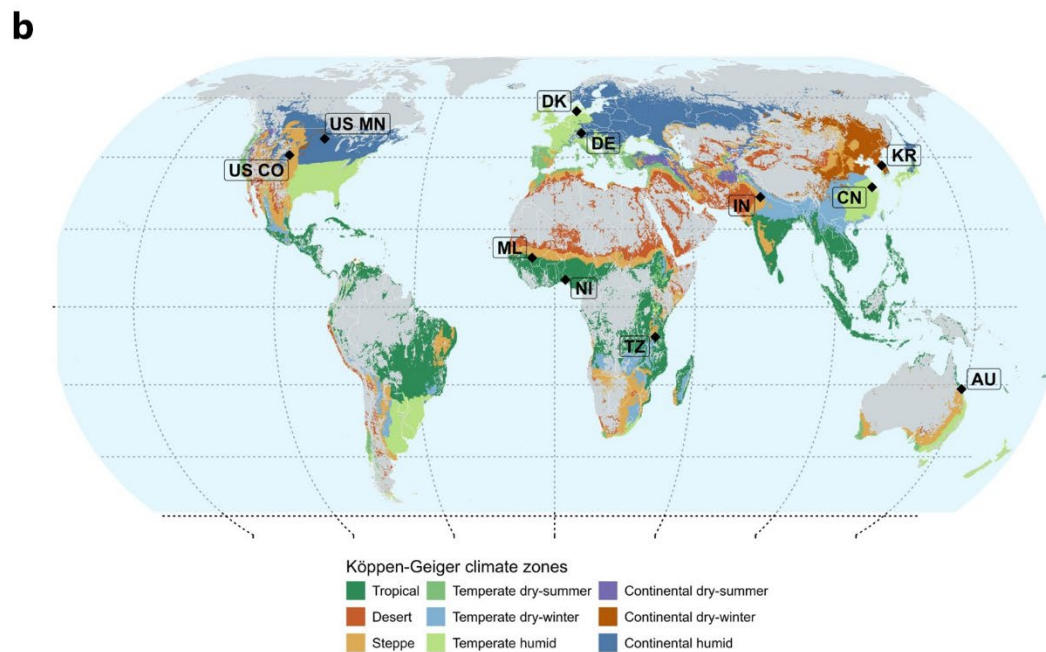 b
DK
US MN
DE
KR
US CO
CN
IN
ML
NI
TZ
AU
Köppen-Geiger climate zones
Tropical Temperate dry-summer Continental dry-summer
Desert Temperate dry-winter Continental dry-winter
Steppe Temperate humid Continental humid